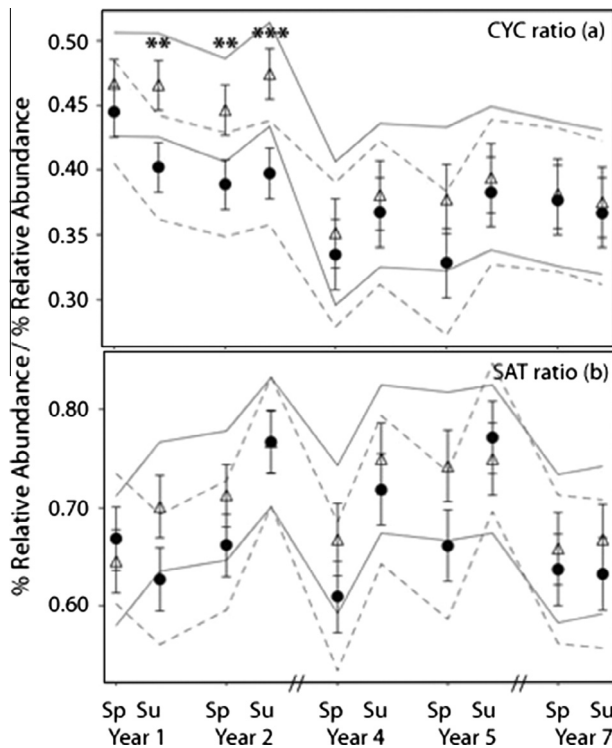 CYC ratio (a)
0.50
** ** ***
0.45
0.40
0.35
0.30
% Relative Abundance / % Relative Abundance
SAT ratio (b)
0.80
0.70
0.60
// //
Sp Su Sp Su Sp Su Sp Su Sp Su
Year 1 Year 2 Year 4 Year 5 Year 7